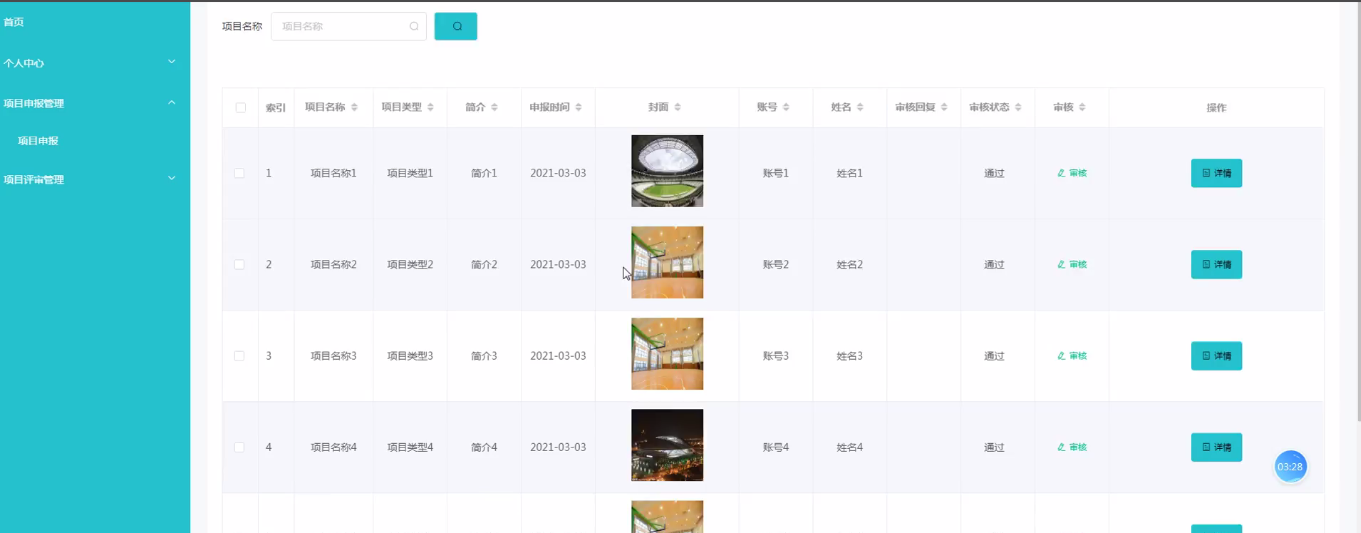 首页
个人中心
项目申报管理
项目申报
项目评审管理
项目名称 项目名称
索引 项目名称 项目类型 简介 申报时间 封面 账号 姓名 审核回复 审核状态 审核 操作
1 项目名称1 项目类型1 简介1 2021-03-03 账号1 姓名1 通过 审核 详情
2 项目名称2 项目类型2 简介2 2021-03-03 账号2 姓名2 通过 审核 详情
3 项目名称3 项目类型3 简介3 2021-03-03 账号3 姓名3 通过 审核 详情
4 项目名称4 项目类型4 简介4 2021-03-03 账号4 姓名4 通过 审核 详情
03:28